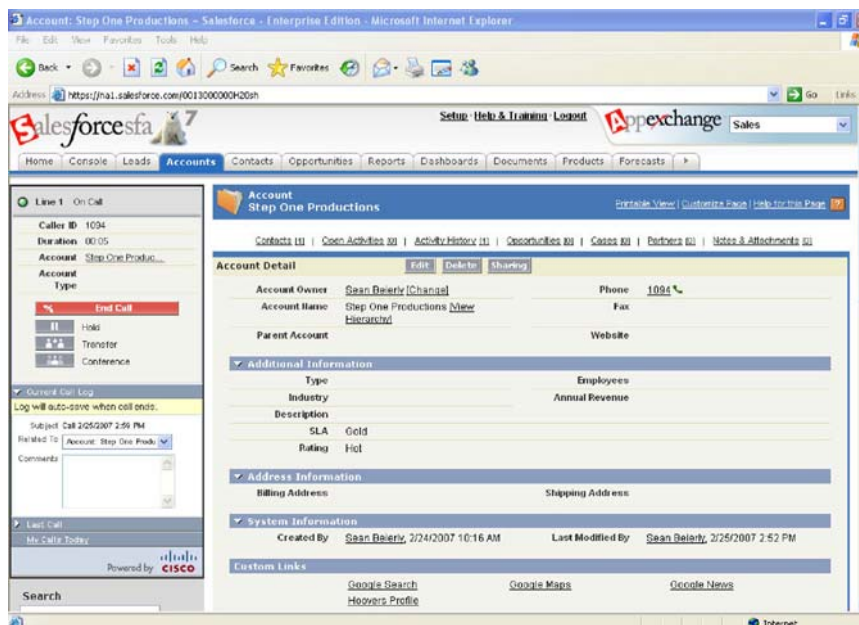 Account: Step One Productions - Salesforce - Enterprise Edition - Microsoft Internet Explorer
File Edit View Favorites Tools Help
Back Search Favorites
Address https://na1.salesforce.com/0013000000H20sh Go Links
salesforcesfa 7 Setup · Help & Training · Logout Appexchange Sales
Home Console Leads Accounts Contacts Opportunities Reports Dashboards Documents Products Forecasts
Line 1 On Call
Caller ID 1094
Duration 00:05
Account Step One Produc...
Account Type
End Call
Hold
Transfer
Conference
Current Call Log
Log will auto-save when call ends.
Subject Call 2/25/2007 2:59 PM
Related To Account: Step One Produ
Comments
Last Call
My Calls Today
Powered by CISCO
Search
Account
Step One Productions
Printable View | Customize Page | Help for this Page
Contacts [1] | Open Activities [0] | Activity History [1] | Opportunities [0] | Cases [0] | Partners [0] | Notes & Attachments [0]
Account Detail Edit Delete Sharing
Account Owner Sean Beierly [Change] Phone 1094
Account Name Step One Productions [View Hierarchy] Fax
Parent Account Website
Additional Information
Type Employees
Industry Annual Revenue
Description
SLA Gold
Rating Hot
Address Information
Billing Address Shipping Address
System Information
Created By Sean Beierly, 2/24/2007 10:16 AM Last Modified By Sean Beierly, 2/25/2007 2:52 PM
Custom Links
Google Search Google Maps Google News
Hoovers Profile
Internet